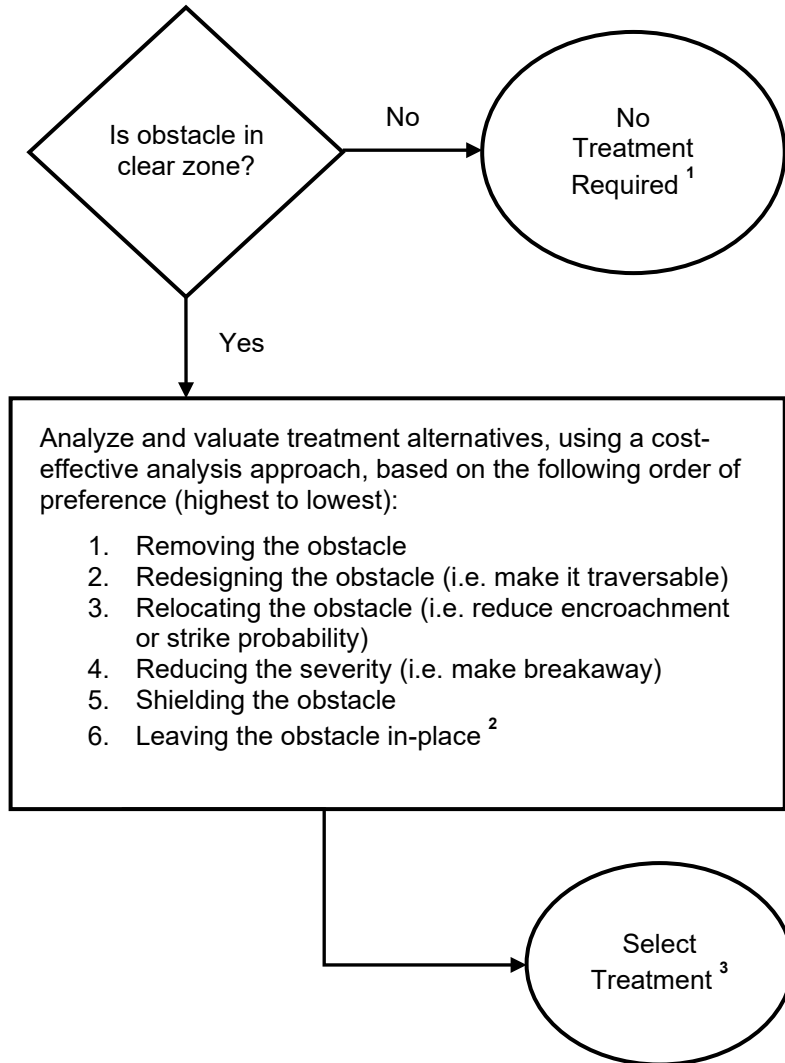 Is obstacle in
clear zone?
No
No
Treatment
Required 1
Yes
Analyze and valuate treatment alternatives, using a cost-
effective analysis approach, based on the following order of
preference (highest to lowest):
1. Removing the obstacle
2. Redesigning the obstacle (i.e. make it traversable)
3. Relocating the obstacle (i.e. reduce encroachment
or strike probability)
4. Reducing the severity (i.e. make breakaway)
5. Shielding the obstacle
6. Leaving the obstacle in-place 2
Select
Treatment 3